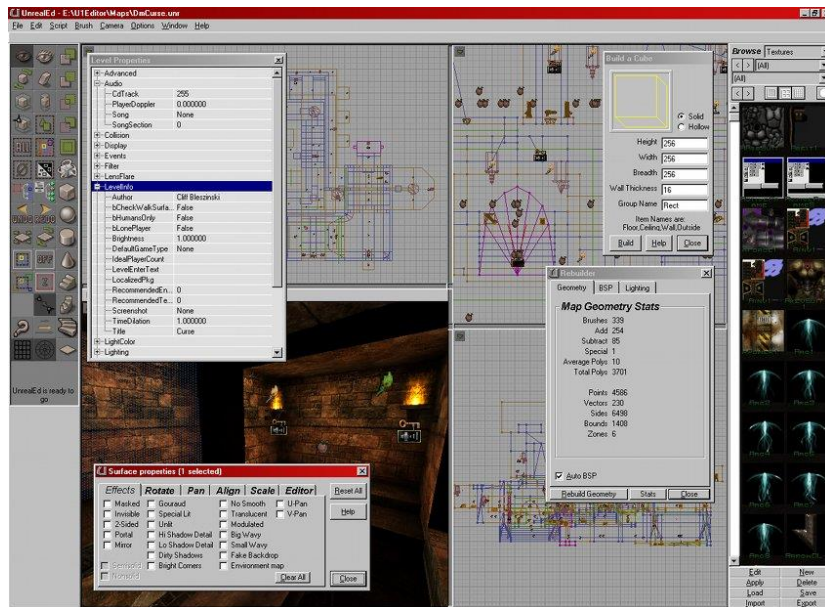 UnrealEd - E:\U1Editor\Maps\DmCurse.unr
File Edit Script Brush Camera Options Window Help
Level Properties
Advanced
Audio
CdTrack 255
PlayerDoppler 0.000000
Song None
SongSection 0
Collision
Display
Events
Filter
LensFlare
LevelInfo
Author Cliff Bleszinski
bCheckWalkSurfa... False
bHumansOnly False
bLonePlayer False
Brightness 1.000000
DefaultGameType None
IdealPlayerCount
LevelEnterText
LocalizedPkg
RecommendedEn... 0
RecommendedTe... 0
Screenshot None
TimeDilation 1.000000
Title Curse
LightColor
Lighting
UnrealEd is ready to
go
Build a Cube
Solid
Hollow
Height 256
Width 256
Breadth 256
Wall Thickness 16
Group Name Rect
Item Names are:
Floor,Ceiling,Wall,Outside
Build Help Close
Rebuilder
Geometry BSP Lighting
Map Geometry Stats
Brushes 339
Add 254
Subtract 85
Special 1
Average Polys 10
Total Polys 3701
Points 4586
Vectors 230
Sides 6498
Bounds 1408
Zones 6
Auto BSP
Rebuild Geometry Stats Close
Surface properties (1 selected)
Effects Rotate Pan Align Scale Editor
Masked Gouraud No Smooth U-Pan
Invisible Special Lit Translucent V-Pan
2-Sided Unlit Modulated
Portal Hi Shadow Detail Big Wavy
Mirror Lo Shadow Detail Small Wavy
Dirty Shadows Fake Backdrop
Semisolid Bright Corners Environment map
Nonsolid
Clear All
Reset All
Help
Close
Browse Textures
(All)
(All)
Edit New
Apply Delete
Load Save
Import Export